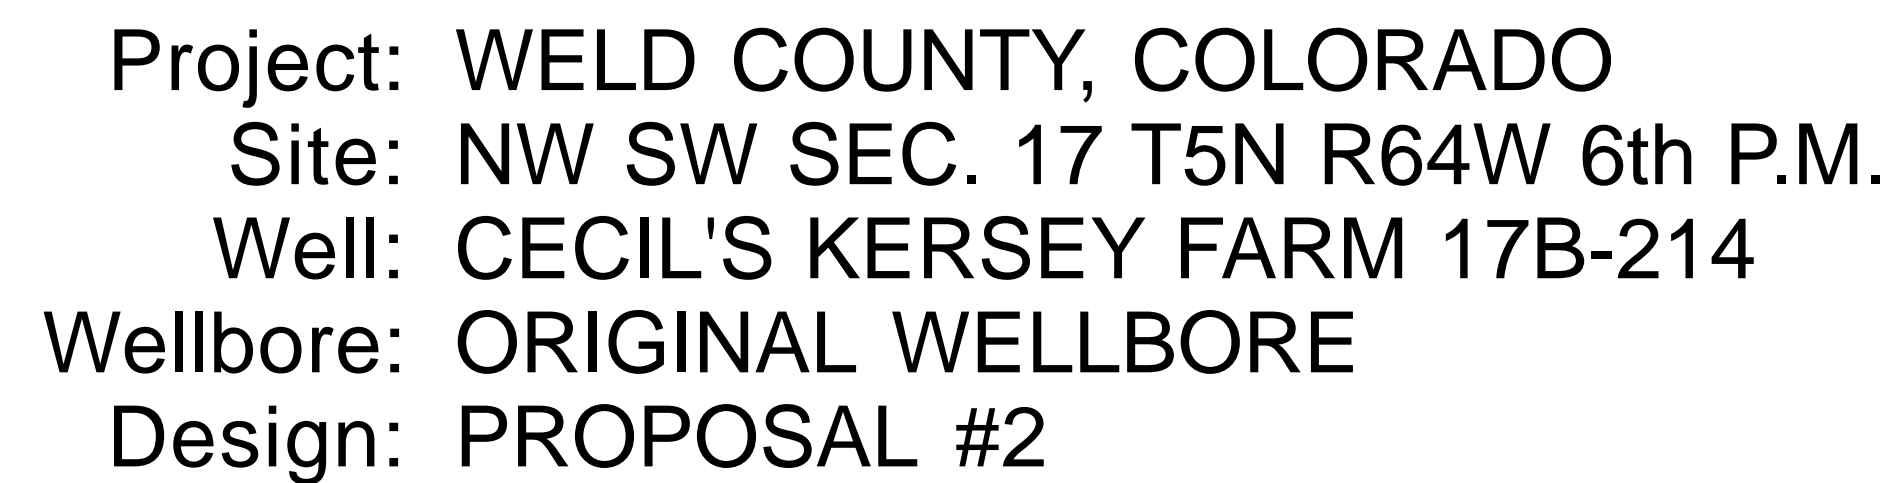 Project: WELD COUNTY, COLORADO
Site: NW SW SEC. 17 T5N R64W 6th P.M.
Well: CECIL'S KERSEY FARM 17B-214
Wellbore: ORIGINAL WELLBORE
Design: PROPOSAL #2